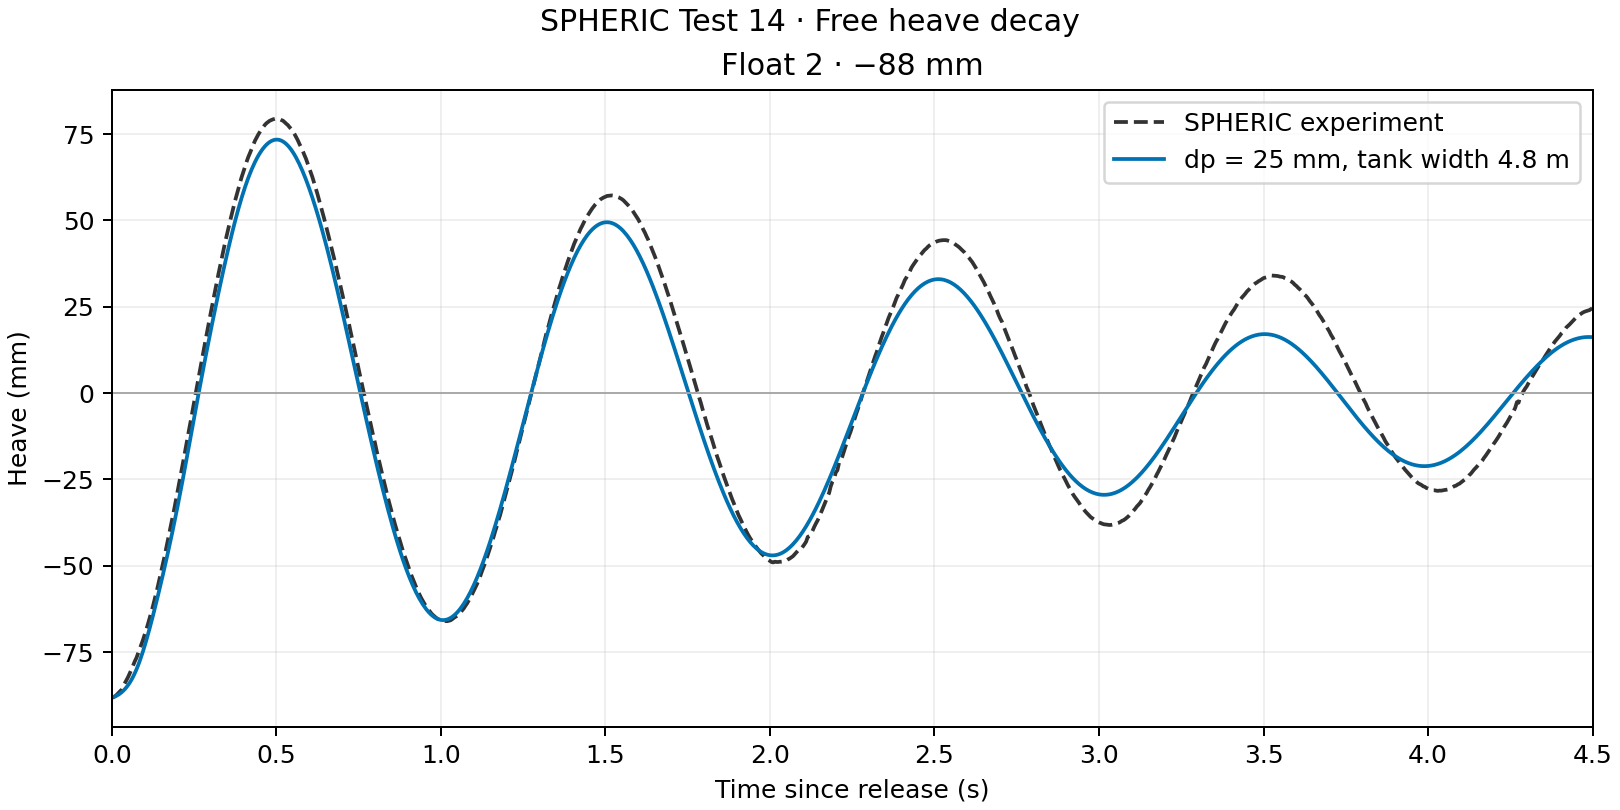 SPHERIC Test 14 · Free heave decay
Float 2 · −88 mm
SPHERIC experiment
dp = 25 mm, tank width 4.8 m
Heave (mm)
75
50
25
0
−25
−50
−75
0.0 0.5 1.0 1.5 2.0 2.5 3.0 3.5 4.0 4.5
Time since release (s)